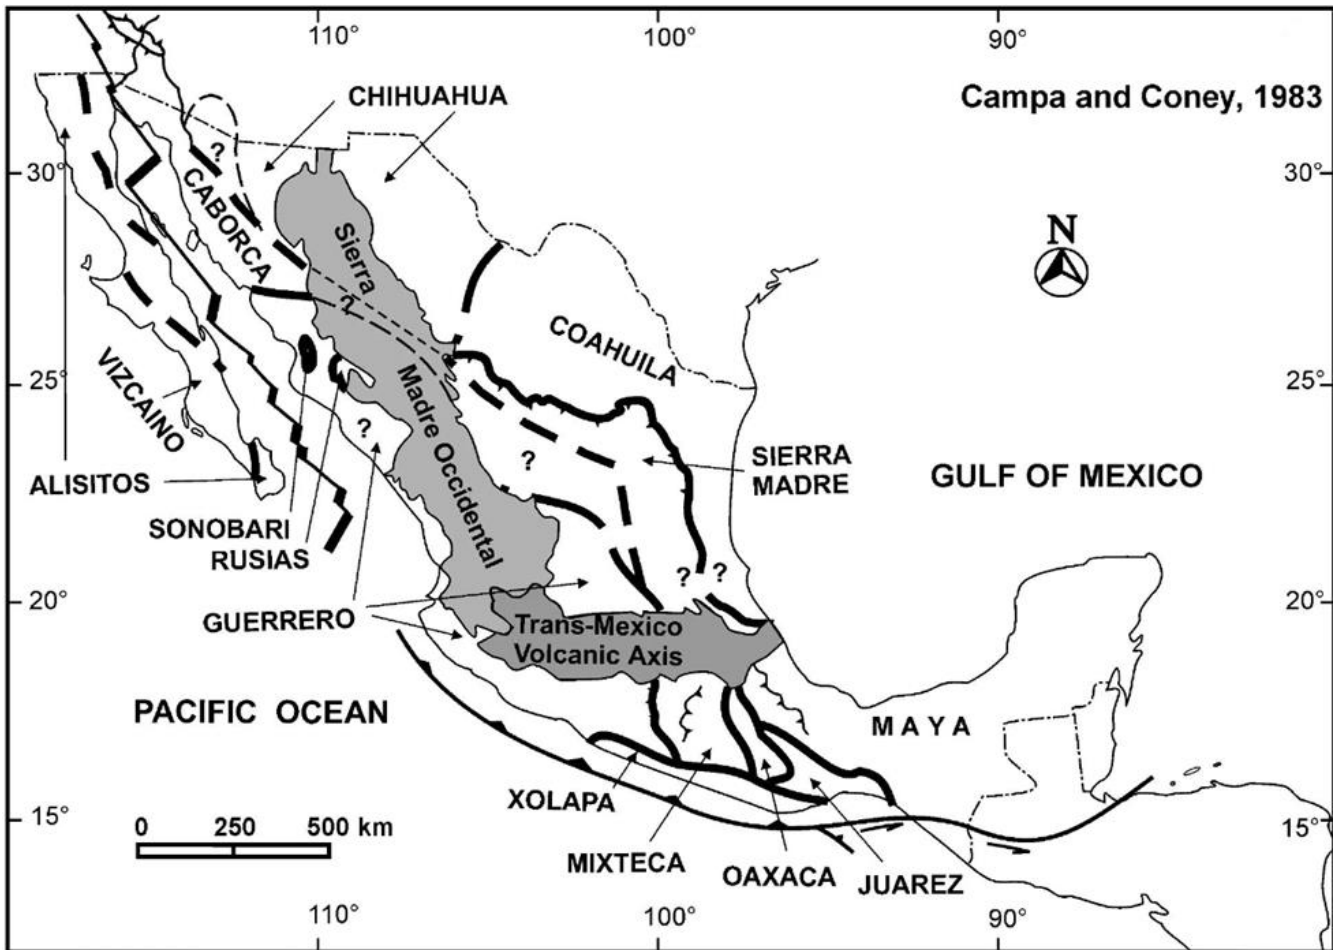 110°
100°
90°
CHIHUAHUA
Campa and Coney, 1983
?
30°
30°
CABORCA
N
Sierra
?
COAHUILA
25°
25°
VIZCAINO
Madre Occidental
?
?
SIERRA
MADRE
GULF OF MEXICO
ALISITOS
SONOBARI
RUSIAS
?
?
20°
20°
GUERRERO
Trans-Mexico
Volcanic Axis
PACIFIC OCEAN
MAYA
XOLAPA
15°
15°
0 250 500 km
MIXTECA
OAXACA
JUAREZ
110°
100°
90°